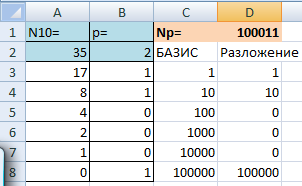 A B C D
1 N10= p= Np= 100011
2 35 2 БАЗИС Разложение
3 17 1 1 1
4 8 1 10 10
5 4 0 100 0
6 2 0 1000 0
7 1 0 10000 0
8 0 1 100000 100000